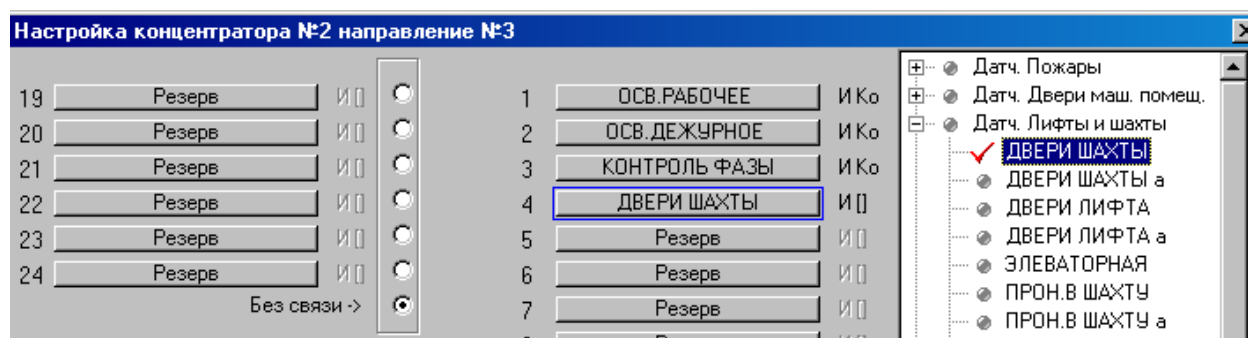 Настройка концентратора №2 направление №3
19 Резерв И []
20 Резерв И []
21 Резерв И []
22 Резерв И []
23 Резерв И []
24 Резерв И []
Без связи ->
1 ОСВ.РАБОЧЕЕ И Ко
2 ОСВ.ДЕЖУРНОЕ И Ко
3 КОНТРОЛЬ ФАЗЫ И Ко
4 ДВЕРИ ШАХТЫ И []
5 Резерв И []
6 Резерв И []
7 Резерв И []
Датч. Пожары
Датч. Двери маш. помещ.
Датч. Лифты и шахты
ДВЕРИ ШАХТЫ
ДВЕРИ ШАХТЫ а
ДВЕРИ ЛИФТА
ДВЕРИ ЛИФТА а
ЭЛЕВАТОРНАЯ
ПРОН.В ШАХТУ
ПРОН.В ШАХТУ а